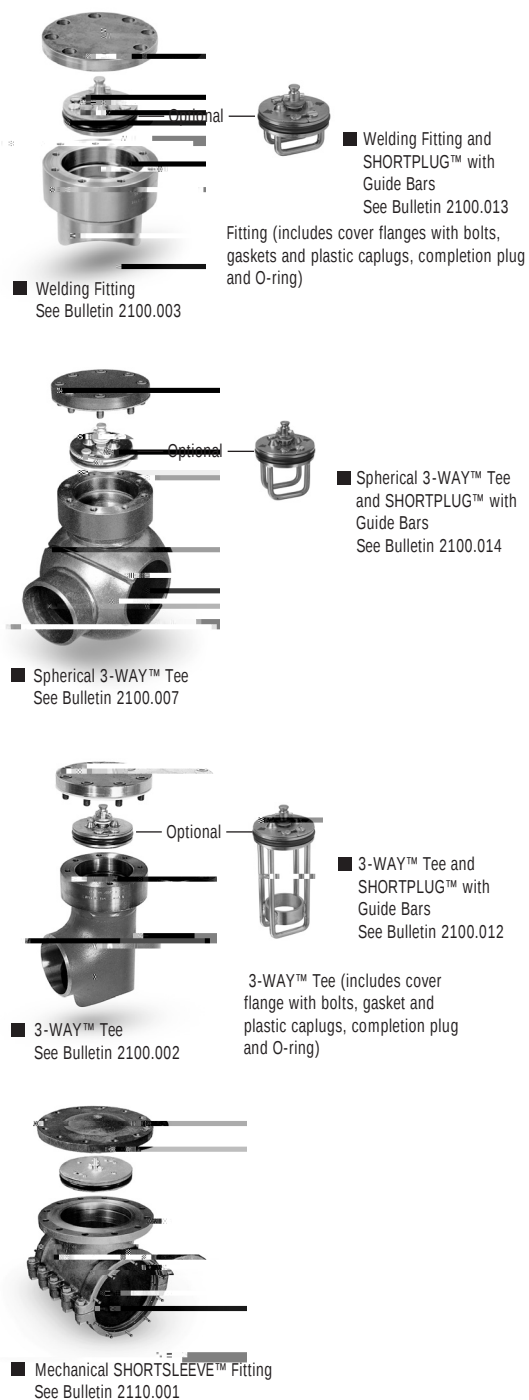 Optional
Welding Fitting and
SHORTPLUG™ with
Guide Bars
See Bulletin 2100.013
Fitting (includes cover flanges with bolts,
gaskets and plastic caplugs, completion plug
and O-ring)
Welding Fitting
See Bulletin 2100.003
Optional
Spherical 3-WAY™ Tee
and SHORTPLUG™ with
Guide Bars
See Bulletin 2100.014
Spherical 3-WAY™ Tee
See Bulletin 2100.007
Optional
3-WAY™ Tee and
SHORTPLUG™ with
Guide Bars
See Bulletin 2100.012
3-WAY™ Tee (includes cover
flange with bolts, gasket and
plastic caplugs, completion plug
and O-ring)
3-WAY™ Tee
See Bulletin 2100.002
Mechanical SHORTSLEEVE™ Fitting
See Bulletin 2110.001